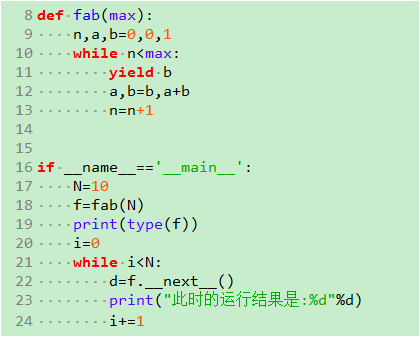 8 def fab(max):
9     n,a,b=0,0,1
10     while n<max:
11         yield b
12         a,b=b,a+b
13         n=n+1
14
15
16 if __name__=='__main__':
17     N=10
18     f=fab(N)
19     print(type(f))
20     i=0
21     while i<N:
22         d=f.__next__()
23         print("此时的运行结果是:%d"%d)
24         i+=1